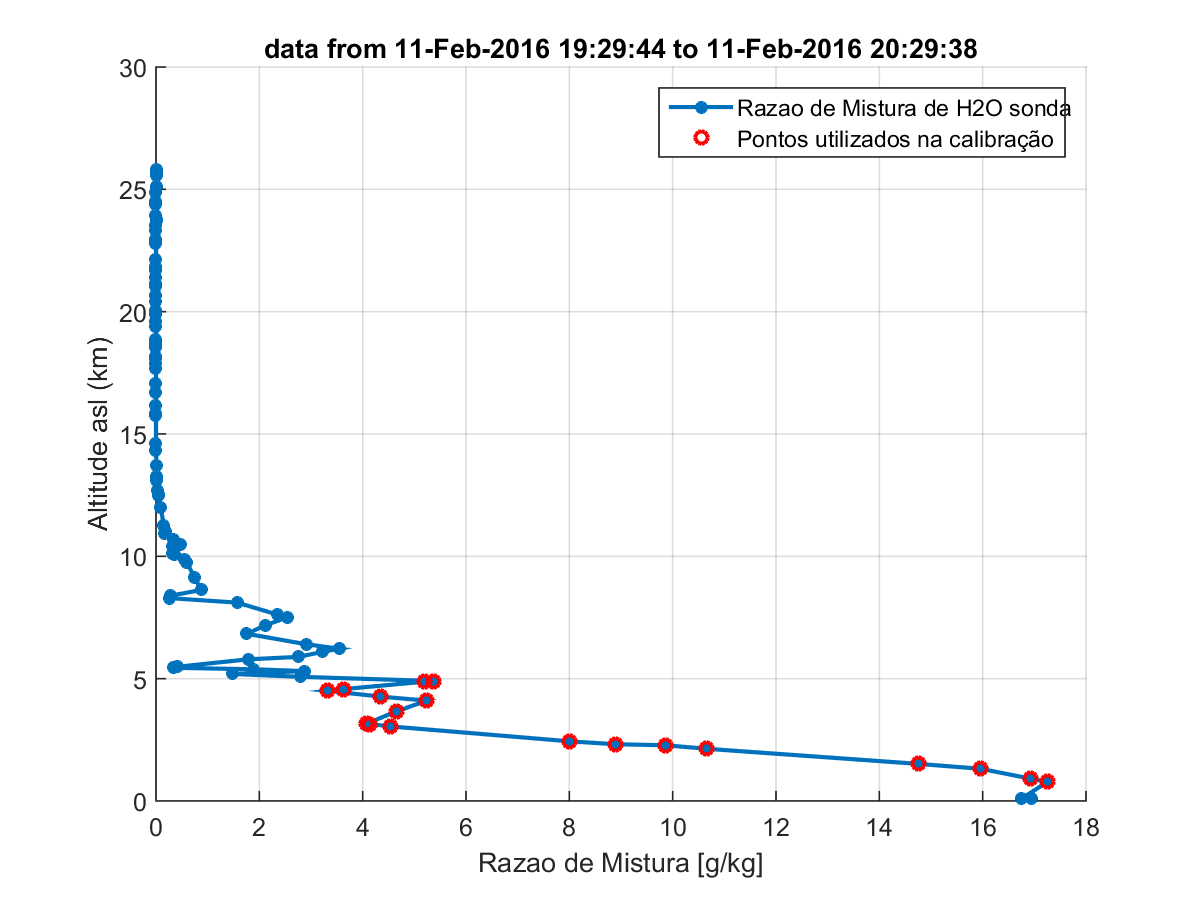 data from 11-Feb-2016 19:29:44 to 11-Feb-2016 20:29:38
Razao de Mistura de H2O sonda
Pontos utilizados na calibração
Altitude asl (km)
30
25
20
15
10
5
0
0 2 4 6 8 10 12 14 16 18
Razao de Mistura [g/kg]